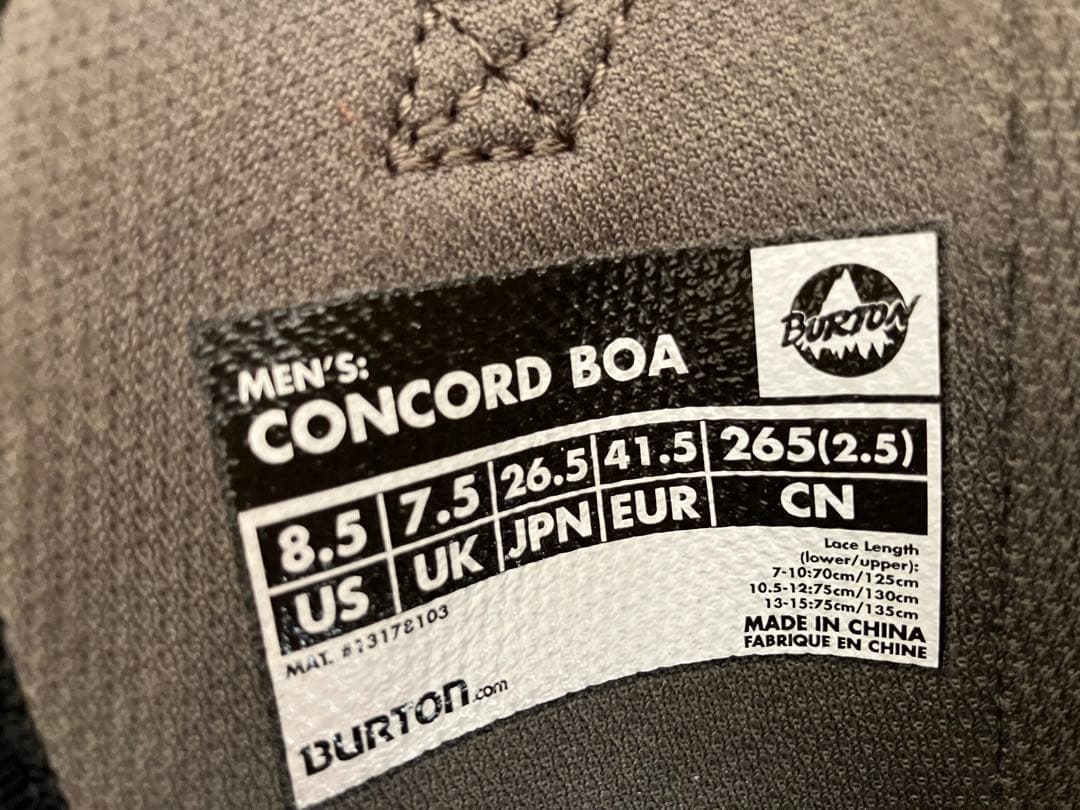 MEN'S:
CONCORD BOA
BURTON
8.5 7.5 26.5 41.5 265(2.5)
US UK JPN EUR CN
MAT. #13178103
Lace Length
(lower/upper):
7-10:70cm/125cm
10.5-12:75cm/130cm
13-15:75cm/135cm
MADE IN CHINA
FABRIQUE EN CHINE
BURTON.com